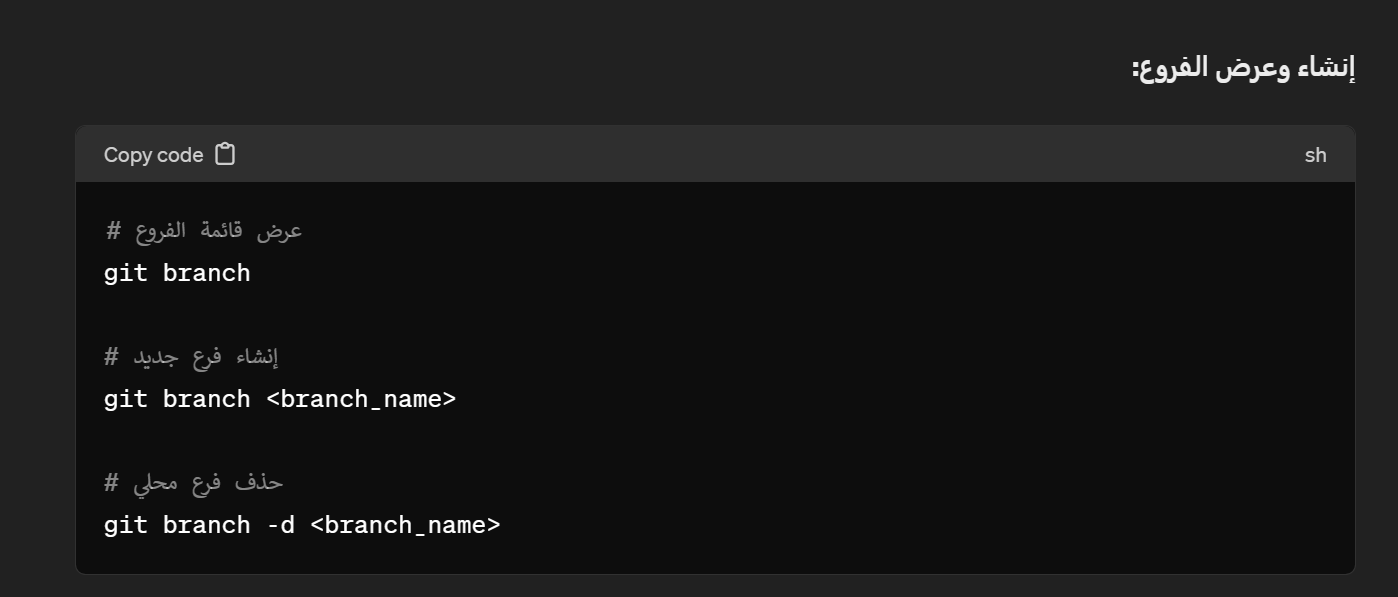 إنشاء وعرض الفروع:
Copy code
sh
# عرض قائمة الفروع
git branch
# إنشاء فرع جديد
git branch <branch_name>
# حذف فرع محلي
git branch -d <branch_name>